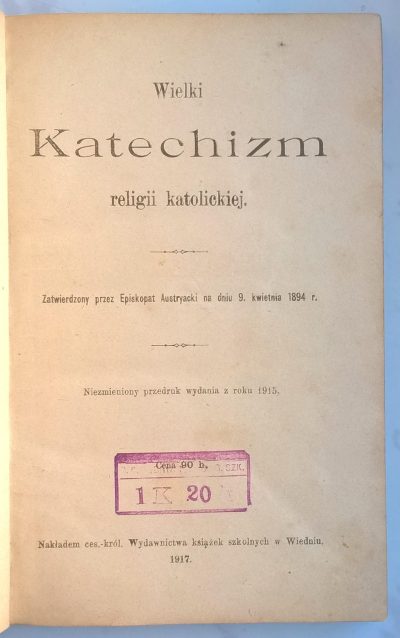 Wielki
Katechizm
religii katolickiej.
Zatwierdzony przez Episkopat Austryacki na dniu 9. kwietnia 1894 r.
Niezmieniony przedruk wydania z roku 1915.
Cena 90 h.
SZK.
1 K 20
Nakładem ces.-król. Wydawnictwa książek szkolnych w Wiedniu.
1917.